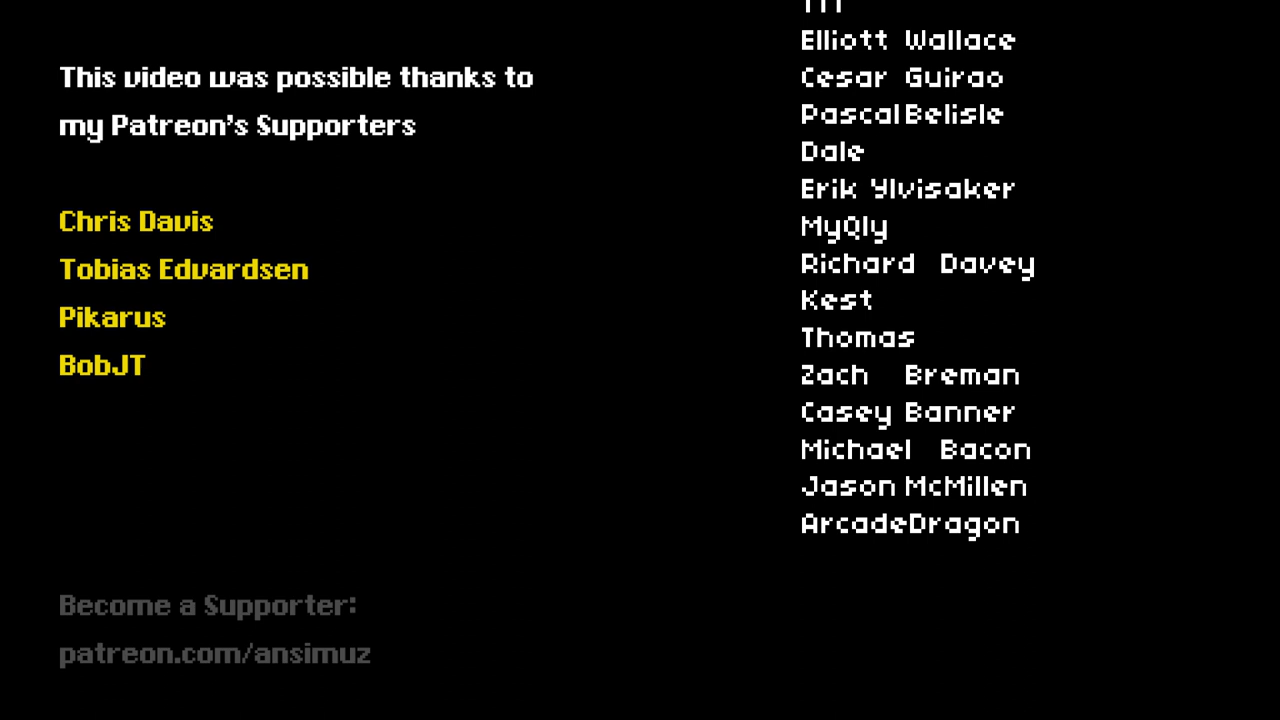 This video was possible thanks to
my Patreon's Supporters
Chris Davis
Tobias Edvardsen
Pikarus
BobJT
Become a Supporter:
patreon.com/ansimuz
Elliott Wallace
Cesar Guirao
Pascal Belisle
Dale
Erik Ylvisaker
MyQly
Richard Davey
Kest
Thomas
Zach Breman
Casey Banner
Michael Bacon
Jason McMillen
ArcadeDragon